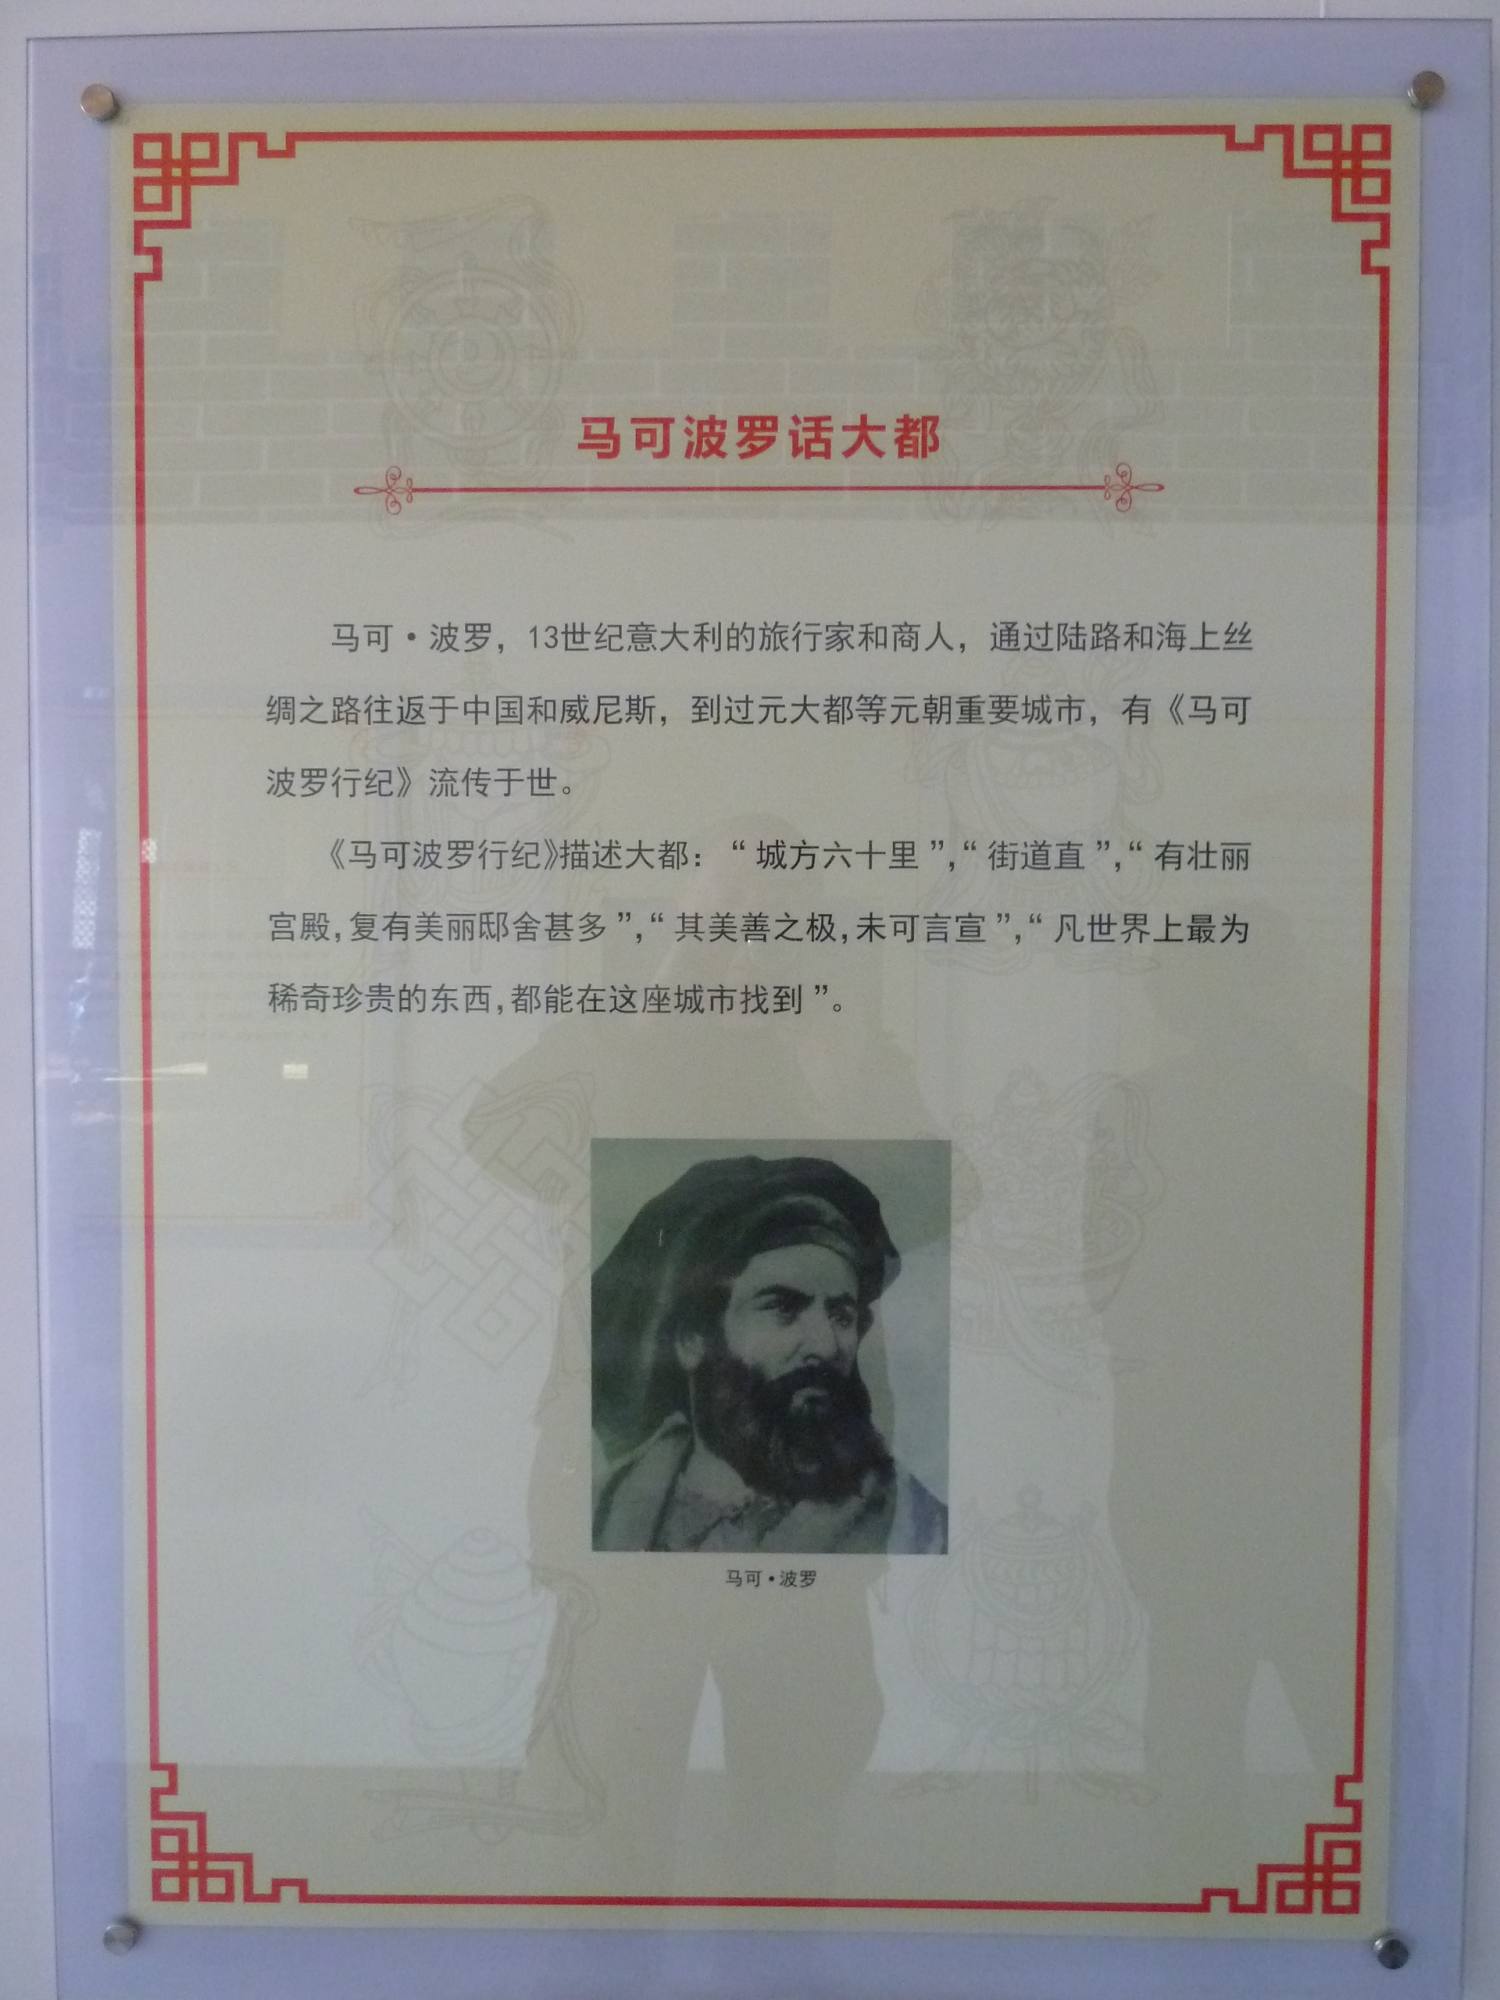 马可波罗话大都
马可·波罗，13世纪意大利的旅行家和商人，通过陆路和海上丝
绸之路往返于中国和威尼斯，到过元大都等元朝重要城市，有《马可
波罗行纪》流传于世。
《马可波罗行纪》描述大都：“城方六十里”，“街道直”，“有壮丽
宫殿，复有美丽邸舍甚多”，“其美善之极，未可言宣”，“凡世界上最为
稀奇珍贵的东西，都能在这座城市找到”。
马可·波罗